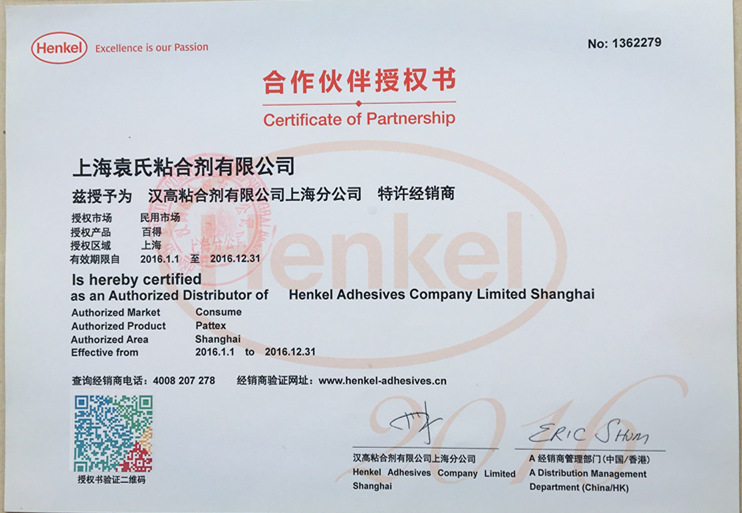 Henkel
Excellence is our Passion
No: 1362279
合作伙伴授权书
Certificate of Partnership
上海袁氏粘合剂有限公司
兹授予为 汉高粘合剂有限公司上海分公司 特许经销商
授权市场 民用市场
授权产品 百得
授权区域 上海
有效期限自 2016.1.1 至 2016.12.31
Is hereby certified
as an Authorized Distributor of Henkel Adhesives Company Limited Shanghai
Authorized Market Consume
Authorized Product Pattex
Authorized Area Shanghai
Effective from 2016.1.1 to 2016.12.31
查询经销商电话：4008 207 278 经销商验证网址：www.henkel-adhesives.cn
授权书验证二维码
Henkel
2016
上海分公司
ERIC SHUM
汉高粘合剂有限公司上海分公司
Henkel Adhesives Company Limited
Shanghai
A 经销商管理部门(中国/香港)
A Distribution Management
Department (China/HK)